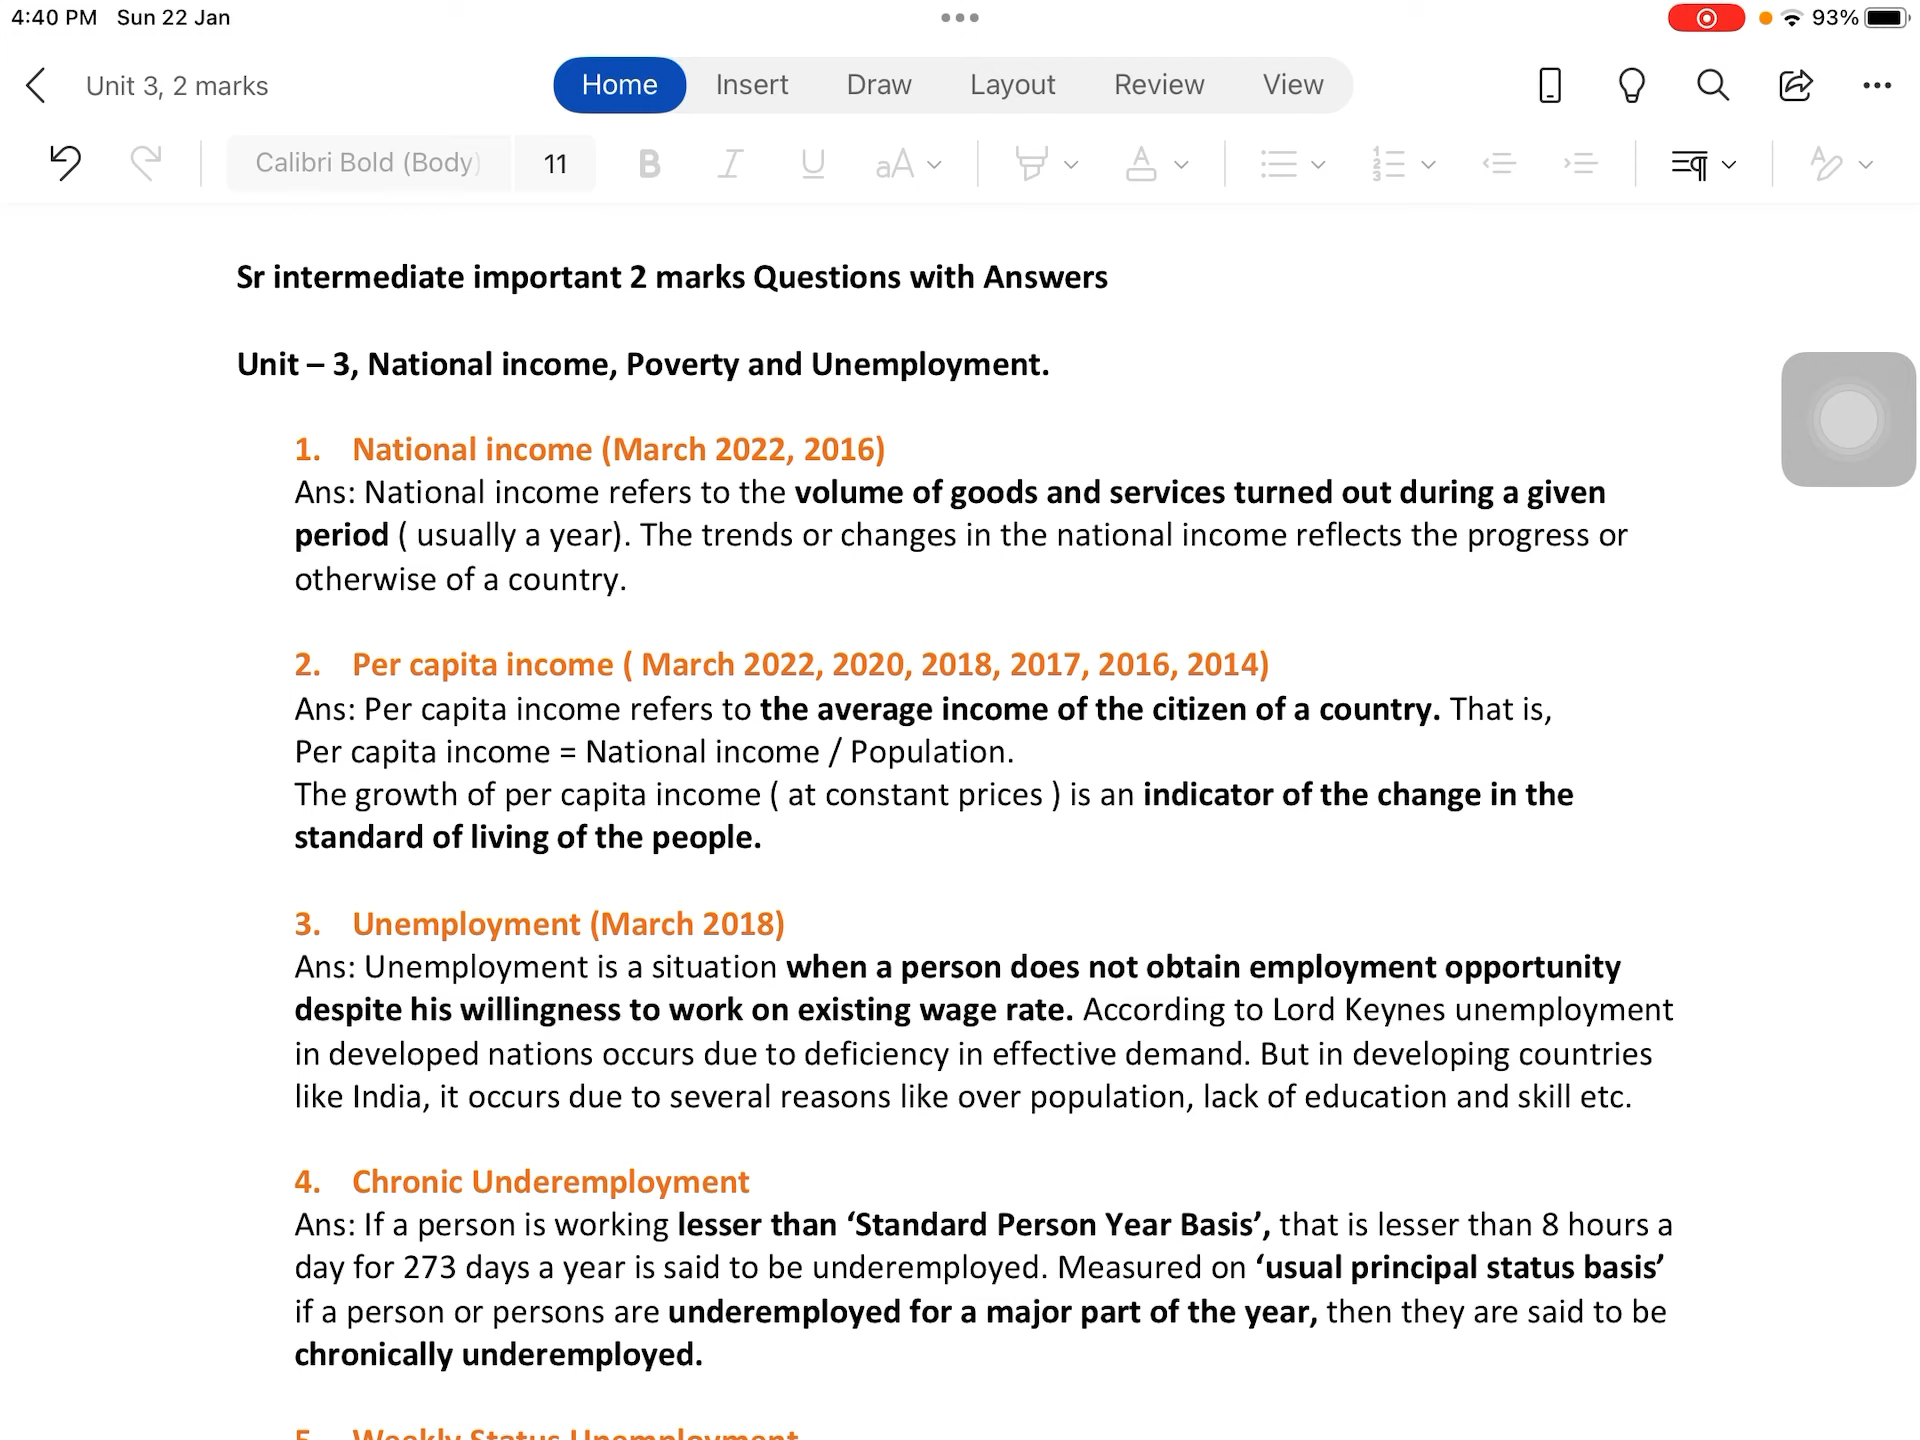 4:40 PM Sun 22 Jan
93%
Unit 3, 2 marks
Home Insert Draw Layout Review View
Calibri Bold (Body) 11 B I U aA A
Sr intermediate important 2 marks Questions with Answers
Unit – 3, National income, Poverty and Unemployment.
1. National income (March 2022, 2016)
Ans: National income refers to the volume of goods and services turned out during a given
period ( usually a year). The trends or changes in the national income reflects the progress or
otherwise of a country.
2. Per capita income ( March 2022, 2020, 2018, 2017, 2016, 2014)
Ans: Per capita income refers to the average income of the citizen of a country. That is,
Per capita income = National income / Population.
The growth of per capita income ( at constant prices ) is an indicator of the change in the
standard of living of the people.
3. Unemployment (March 2018)
Ans: Unemployment is a situation when a person does not obtain employment opportunity
despite his willingness to work on existing wage rate. According to Lord Keynes unemployment
in developed nations occurs due to deficiency in effective demand. But in developing countries
like India, it occurs due to several reasons like over population, lack of education and skill etc.
4. Chronic Underemployment
Ans: If a person is working lesser than ‘Standard Person Year Basis’, that is lesser than 8 hours a
day for 273 days a year is said to be underemployed. Measured on ‘usual principal status basis’
if a person or persons are underemployed for a major part of the year, then they are said to be
chronically underemployed.
5. Weekly Status Unemployment